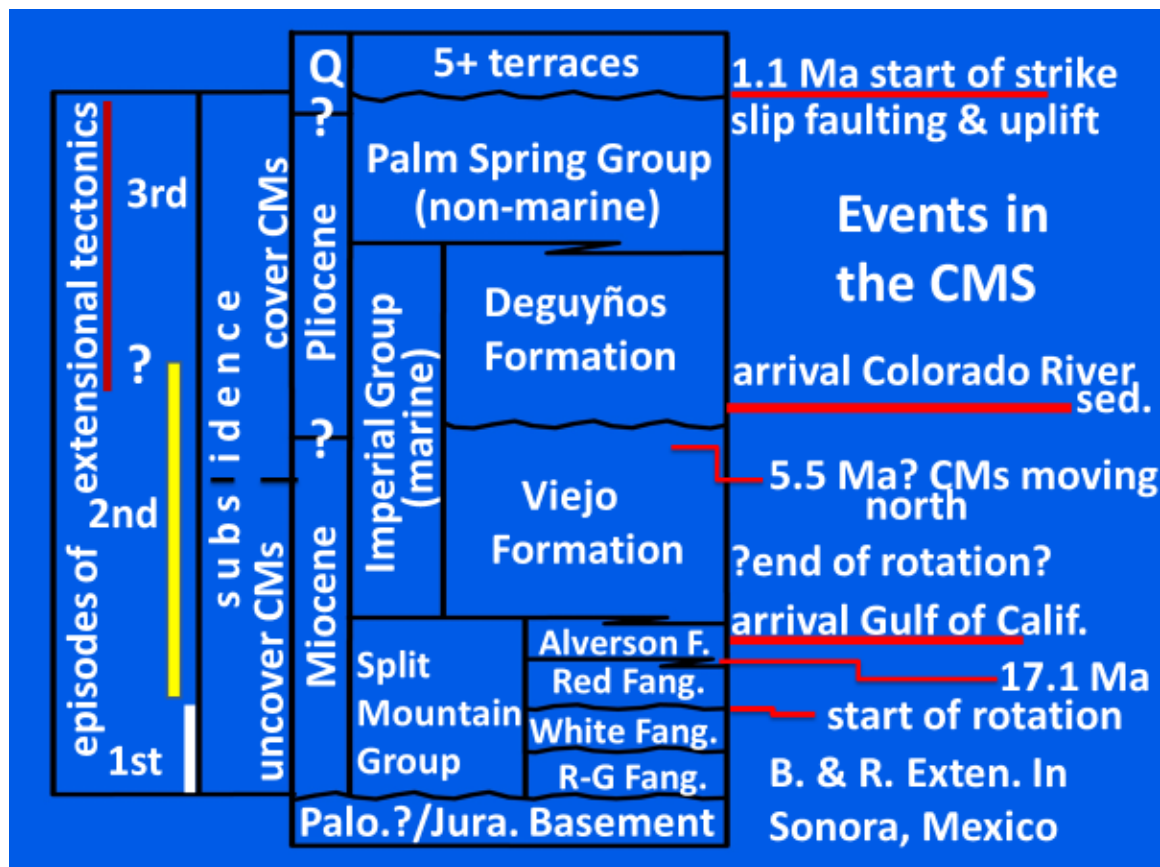 episodes of extensional tectonics
3rd
?
2nd
1st
subsidence
cover CMs
uncover CMs
Q
?
Pliocene
?
Miocene
5+ terraces
Palm Spring Group
(non-marine)
Imperial Group
(marine)
Deguyños
Formation
Viejo
Formation
Split
Mountain
Group
Alverson F.
Red Fang.
White Fang.
R-G Fang.
Palo.?/Jura. Basement
1.1 Ma start of strike
slip faulting & uplift
Events in
the CMS
arrival Colorado River
sed.
5.5 Ma? CMs moving
north
?end of rotation?
arrival Gulf of Calif.
17.1 Ma
start of rotation
B. & R. Exten. In
Sonora, Mexico